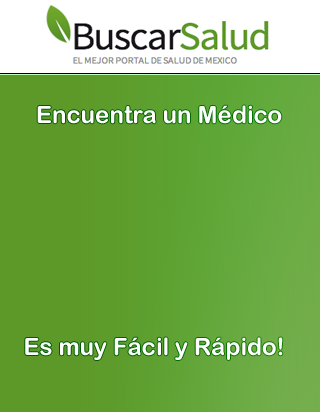 BuscarSalud
EL MEJOR PORTAL DE SALUD DE MEXICO
Encuentra un Médico
Es muy Fácil y Rápido!